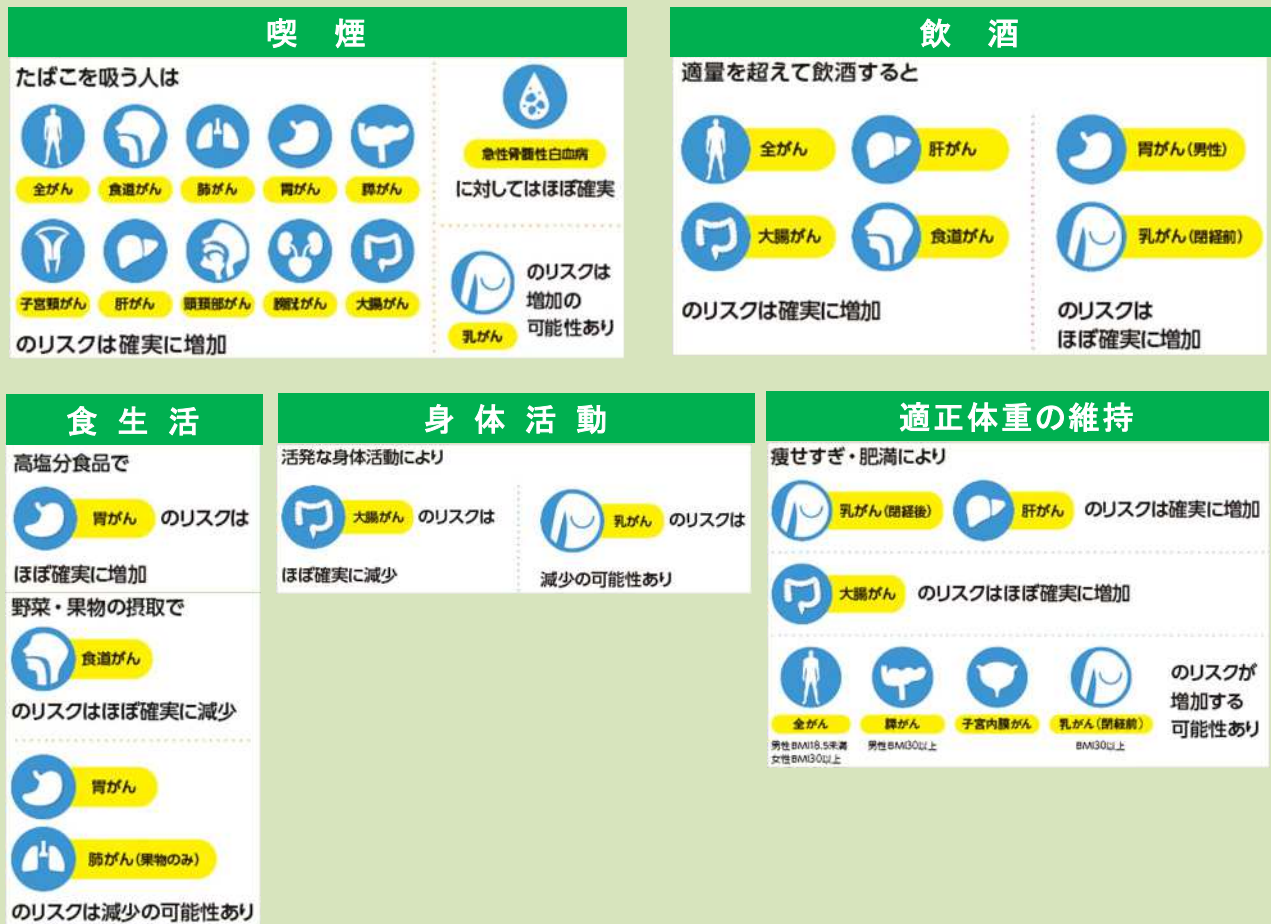 喫煙
たばこを吸う人は
全がん 食道がん 肺がん 胃がん 膵がん
子宮頸がん 肝がん 頭頸部がん 膀胱がん 大腸がん
のリスクは確実に増加
急性骨髄性白血病
に対してはほぼ確実
乳がん
のリスクは
増加の
可能性あり
飲酒
適量を超えて飲酒すると
全がん 肝がん
大腸がん 食道がん
のリスクは確実に増加
胃がん(男性)
乳がん(閉経前)
のリスクは
ほぼ確実に増加
食生活
高塩分食品で
胃がん のリスクは
ほぼ確実に増加
野菜・果物の摂取で
食道がん
のリスクはほぼ確実に減少
胃がん
肺がん(果物のみ)
のリスクは減少の可能性あり
身体活動
活発な身体活動により
大腸がん のリスクは
ほぼ確実に減少
乳がん のリスクは
減少の可能性あり
適正体重の維持
痩せすぎ・肥満により
乳がん(閉経後) 肝がん のリスクは確実に増加
大腸がん のリスクはほぼ確実に増加
全がん
男性BMI18.5未満
女性BMI30以上
膵がん
男性BMI30以上
子宮内膜がん
乳がん(閉経前)
BMI30以上
のリスクが
増加する
可能性あり